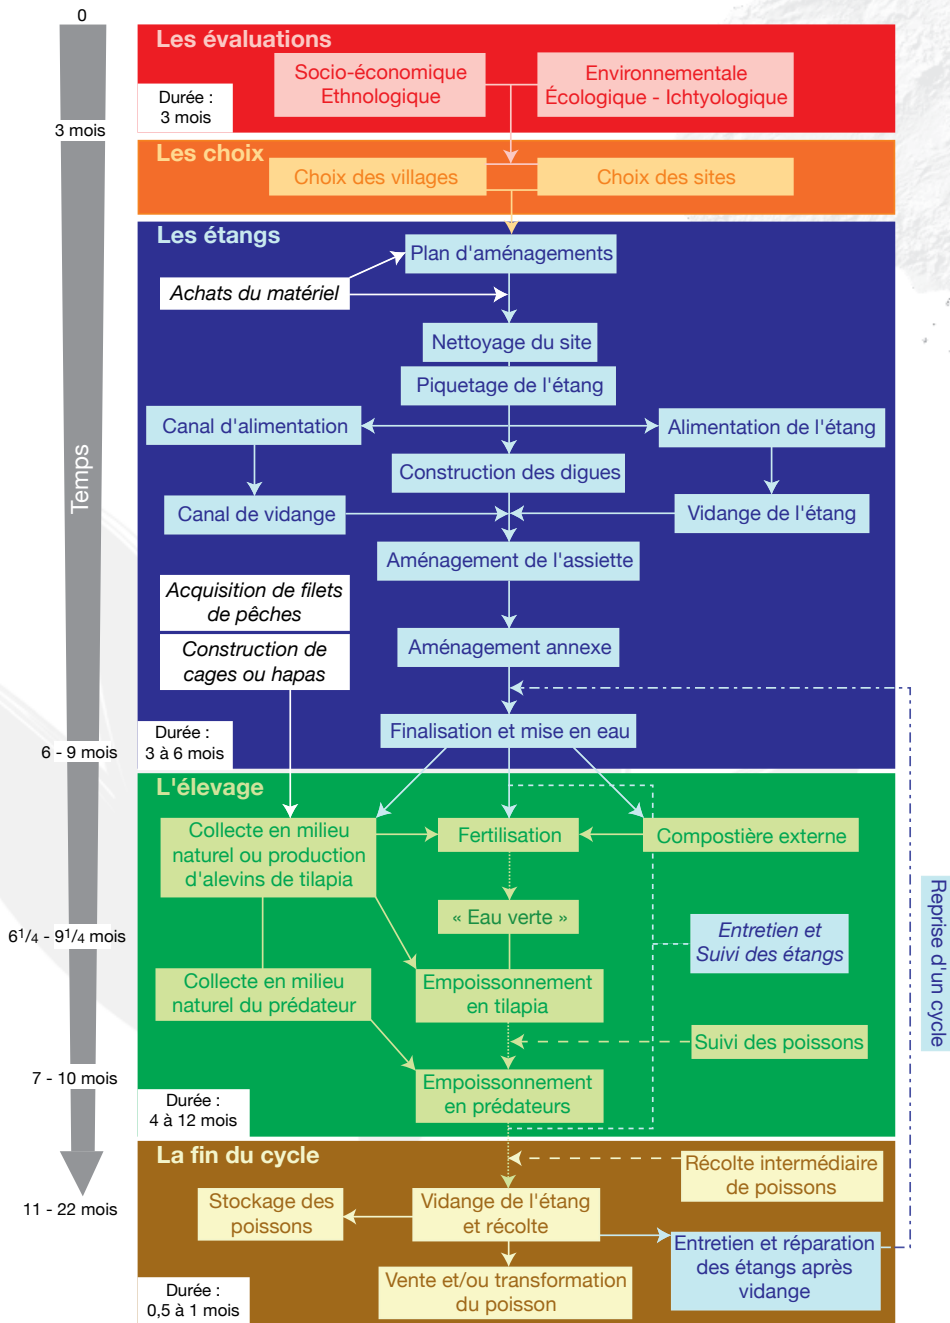 0
Les évaluations
Socio-économique
Ethnologique
Environnementale
Écologique - Ichtyologique
Durée :
3 mois
3 mois
Les choix
Choix des villages
Choix des sites
Les étangs
Plan d'aménagements
Achats du matériel
Nettoyage du site
Piquetage de l'étang
Canal d'alimentation
Alimentation de l'étang
Temps
Construction des digues
Canal de vidange
Vidange de l'étang
Aménagement de l'assiette
Acquisition de filets
de pêches
Construction de
cages ou hapas
Aménagement annexe
Finalisation et mise en eau
Durée :
3 à 6 mois
6 - 9 mois
L'élevage
Collecte en milieu
naturel ou production
d'alevins de tilapia
Fertilisation
Compostière externe
« Eau verte »
6 1/4 - 9 1/4 mois
Entretien et
Suivi des étangs
Reprise d'un cycle
Collecte en milieu
naturel du prédateur
Empoissonnement
en tilapia
Suivi des poissons
7 - 10 mois
Empoissonnement
en prédateurs
Durée :
4 à 12 mois
La fin du cycle
Récolte intermédiaire
de poissons
11 - 22 mois
Stockage des
poissons
Vidange de l'étang
et récolte
Entretien et réparation
des étangs après
vidange
Vente et/ou transformation
du poisson
Durée :
0,5 à 1 mois